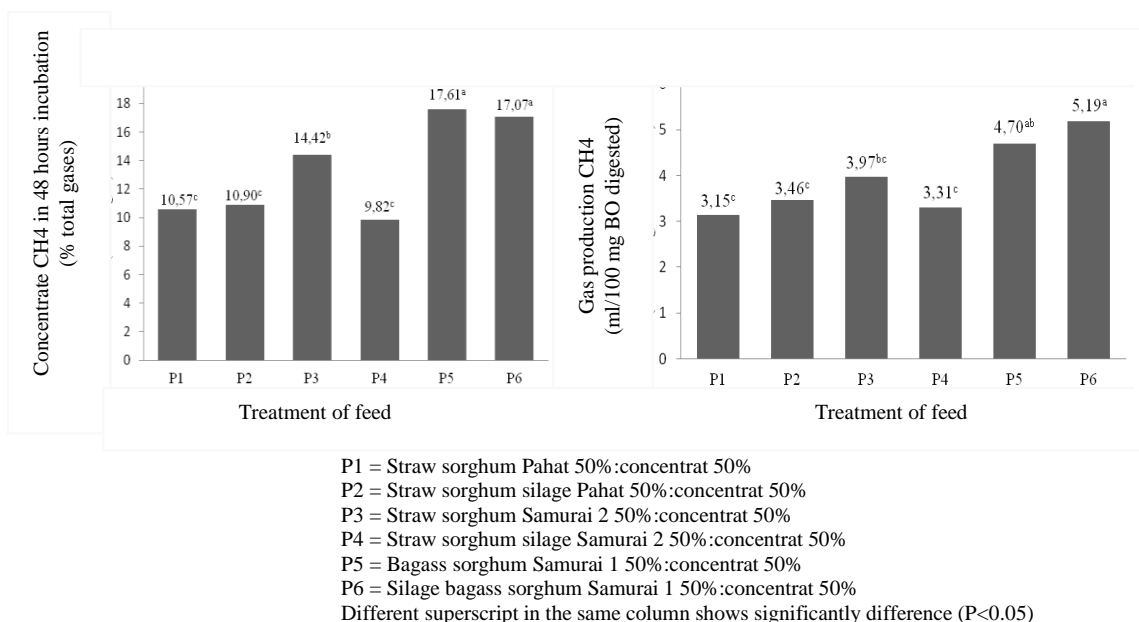 Concentrate CH4 in 48 hours incubation
(% total gases)
18
16
14
12
10
8
6
4
2
0
10,57ᶜ
10,90ᶜ
14,42ᵇ
9,82ᶜ
17,61ᵃ
17,07ᵃ
P1 P2 P3 P4 P5 P6
Treatment of feed
Gas production CH4
(ml/100 mg BO digested)
5
4
3
2
1
0
3,15ᶜ
3,46ᶜ
3,97ᵇᶜ
3,31ᶜ
4,70ᵃᵇ
5,19ᵃ
P1 P2 P3 P4 P5 P6
Treatment of feed
P1 = Straw sorghum Pahat 50%:concentrat 50%
P2 = Straw sorghum silage Pahat 50%:concentrat 50%
P3 = Straw sorghum Samurai 2 50%:concentrat 50%
P4 = Straw sorghum silage Samurai 2 50%:concentrat 50%
P5 = Bagass sorghum Samurai 1 50%:concentrat 50%
P6 = Silage bagass sorghum Samurai 1 50%:concentrat 50%
Different superscript in the same column shows significantly difference (P<0.05)